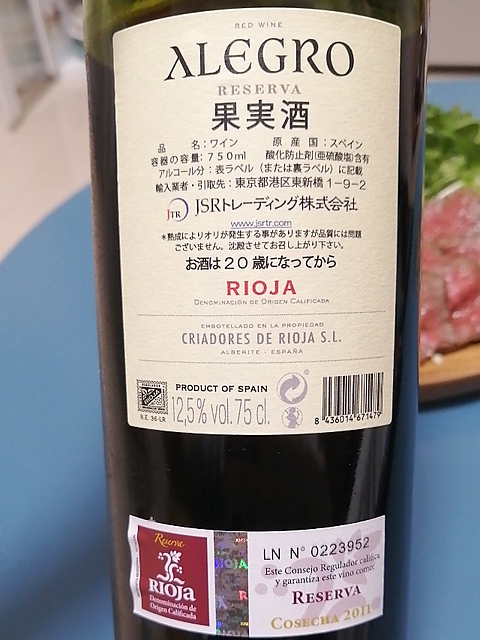 RED WINE
ALEGRO
RESERVA
果実酒
品　　名：ワイン　　原 産 国：スペイン
容器の容量：750ml　酸化防止剤(亜硫酸塩)含有
アルコール分：表ラベル（または裏ラベル）に記載
輸入業者・引取先：東京都港区東新橋１-９-２
JTR JSRトレーディング株式会社
www.jsrtr.com
＊熟成によりオリが発生する事がありますが品質には問題
ございません。沈殿させてお召し上がり下さい。
お酒は２０歳になってから
RIOJA
DENOMINACIÓN DE ORIGEN CALIFICADA
EMBOTELLADO EN LA PROPIEDAD
CRIADORES DE RIOJA S.L.
ALBERITE - ESPAÑA
PRODUCT OF SPAIN
12,5% vol. 75 cl.
R.E. 36-LR
8 436014 671479
Reserva
RIOJA
Denominación de
Origen Calificada
LN Nº 0223952
Este Consejo Regulador califica
y garantiza este vino como:
RESERVA
COSECHA 2011